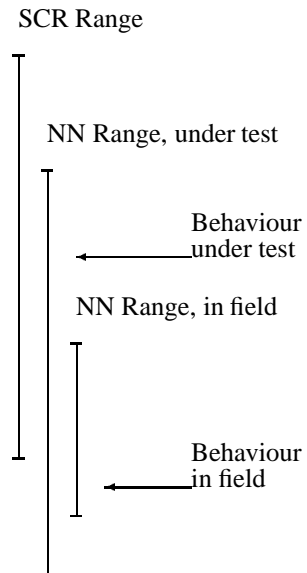 SCR Range
NN Range, under test
Behaviour
under test
NN Range, in field
Behaviour
in field